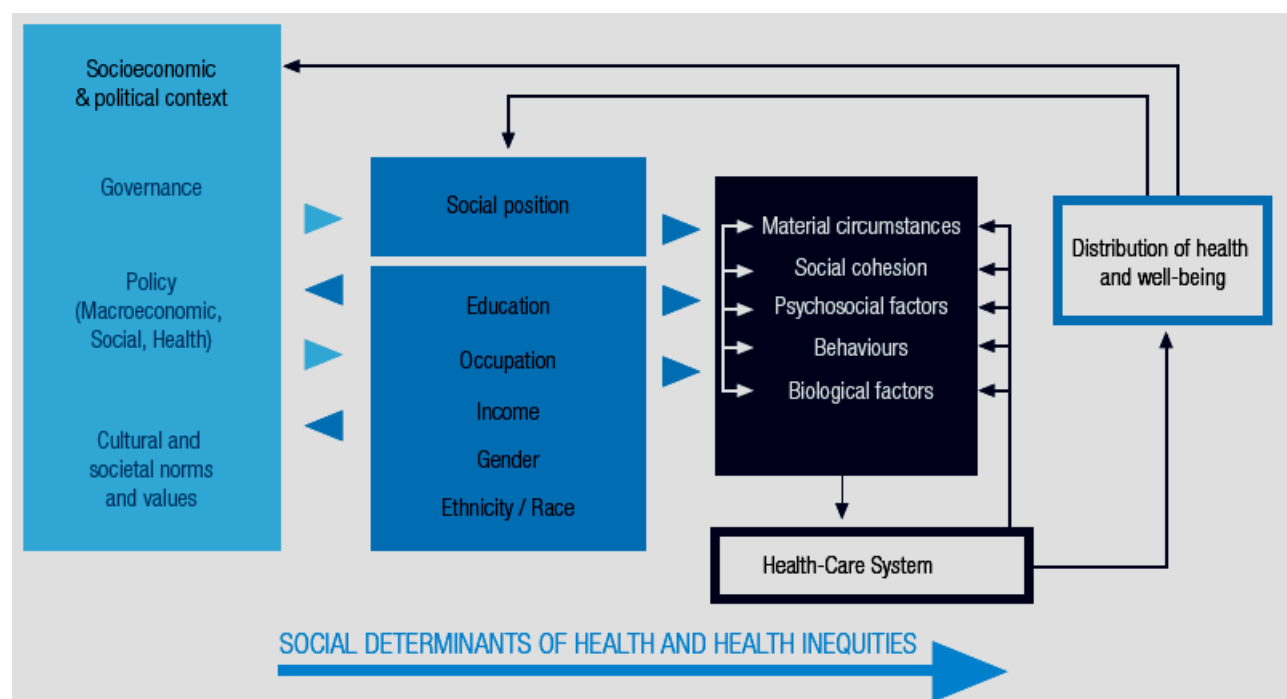 Socioeconomic
& political context
Governance
Policy
(Macroeconomic,
Social, Health)
Cultural and
societal norms
and values
Social position
Education
Occupation
Income
Gender
Ethnicity / Race
Material circumstances
Social cohesion
Psychosocial factors
Behaviours
Biological factors
Health-Care System
Distribution of health
and well-being
SOCIAL DETERMINANTS OF HEALTH AND HEALTH INEQUITIES